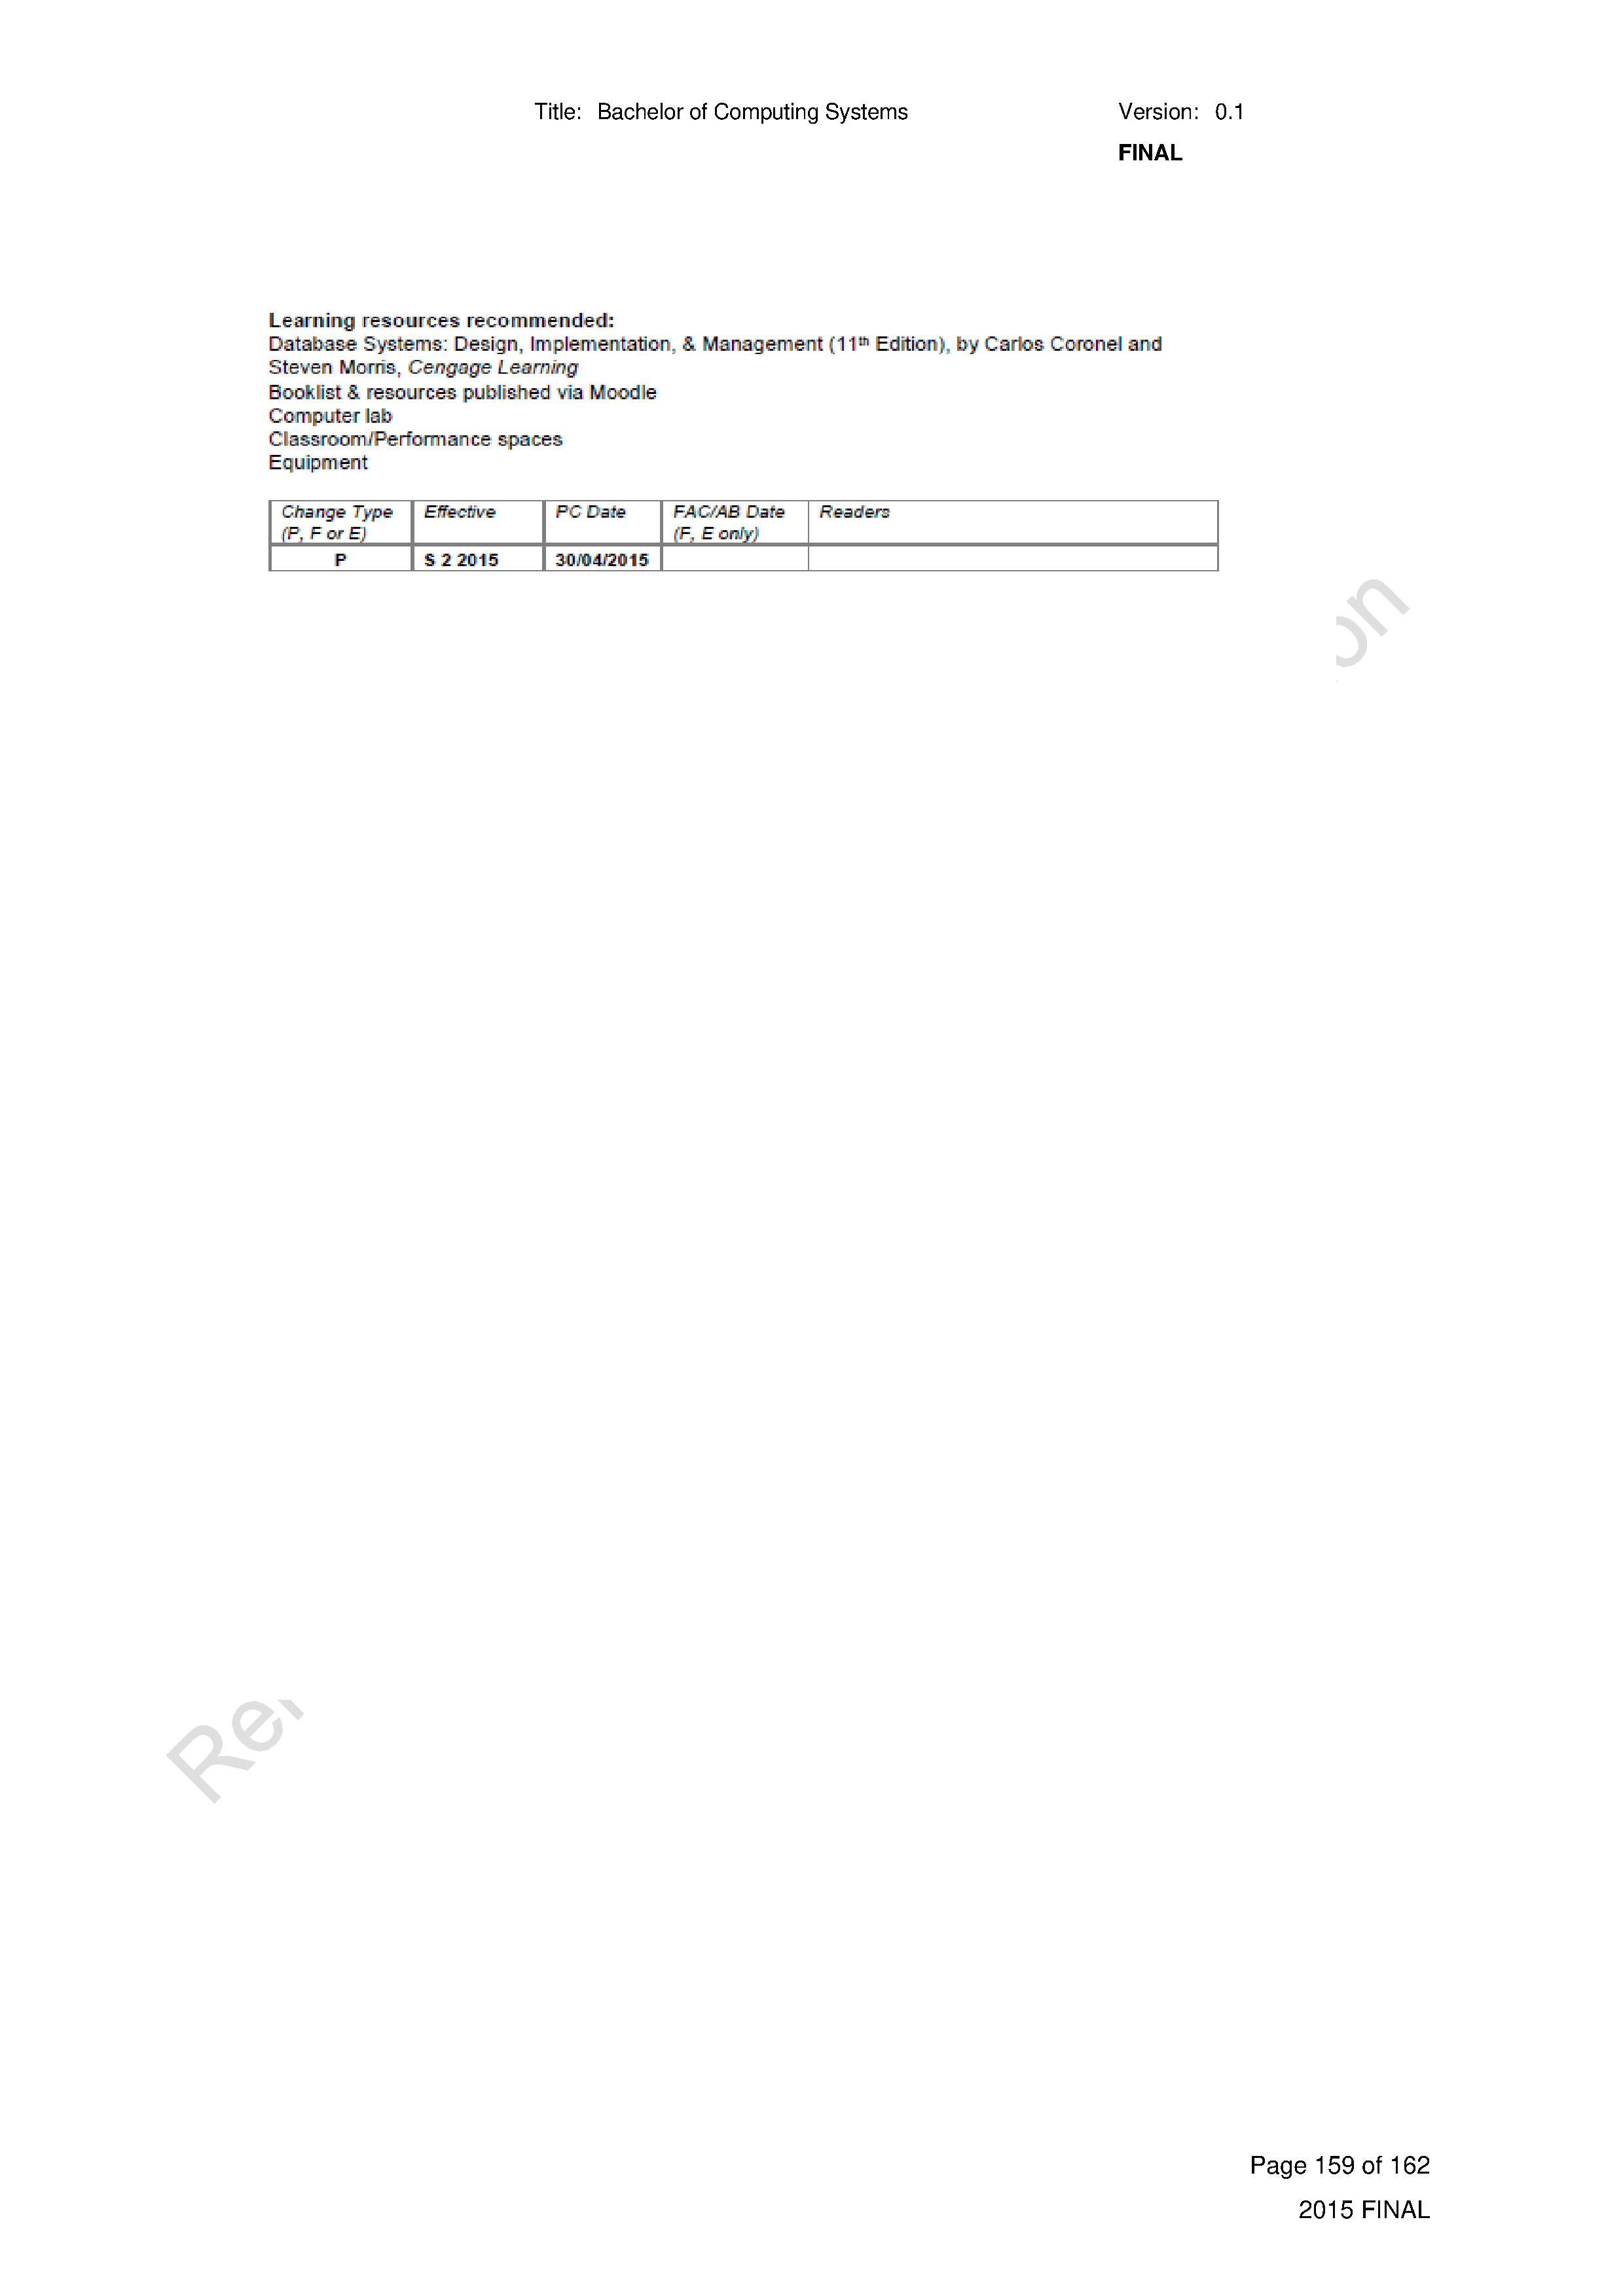 Title: Bachelor of Computing Systems Version: 0.1
FINAL
Learning resources recommended:
Database Systems: Design, Implementation, & Management (11th Edition), by Carlos Coronel and
Steven Morris, Cengage Learning
Booklist & resources published via Moodle
Computer lab
Classroom/Performance spaces
Equipment
Change Type Effective PC Date FAC/AB Date Readers
(P, F or E) (F, E only)
P S 2 2015 30/04/2015
on
Re
Page 159 of 162
2015 FINAL